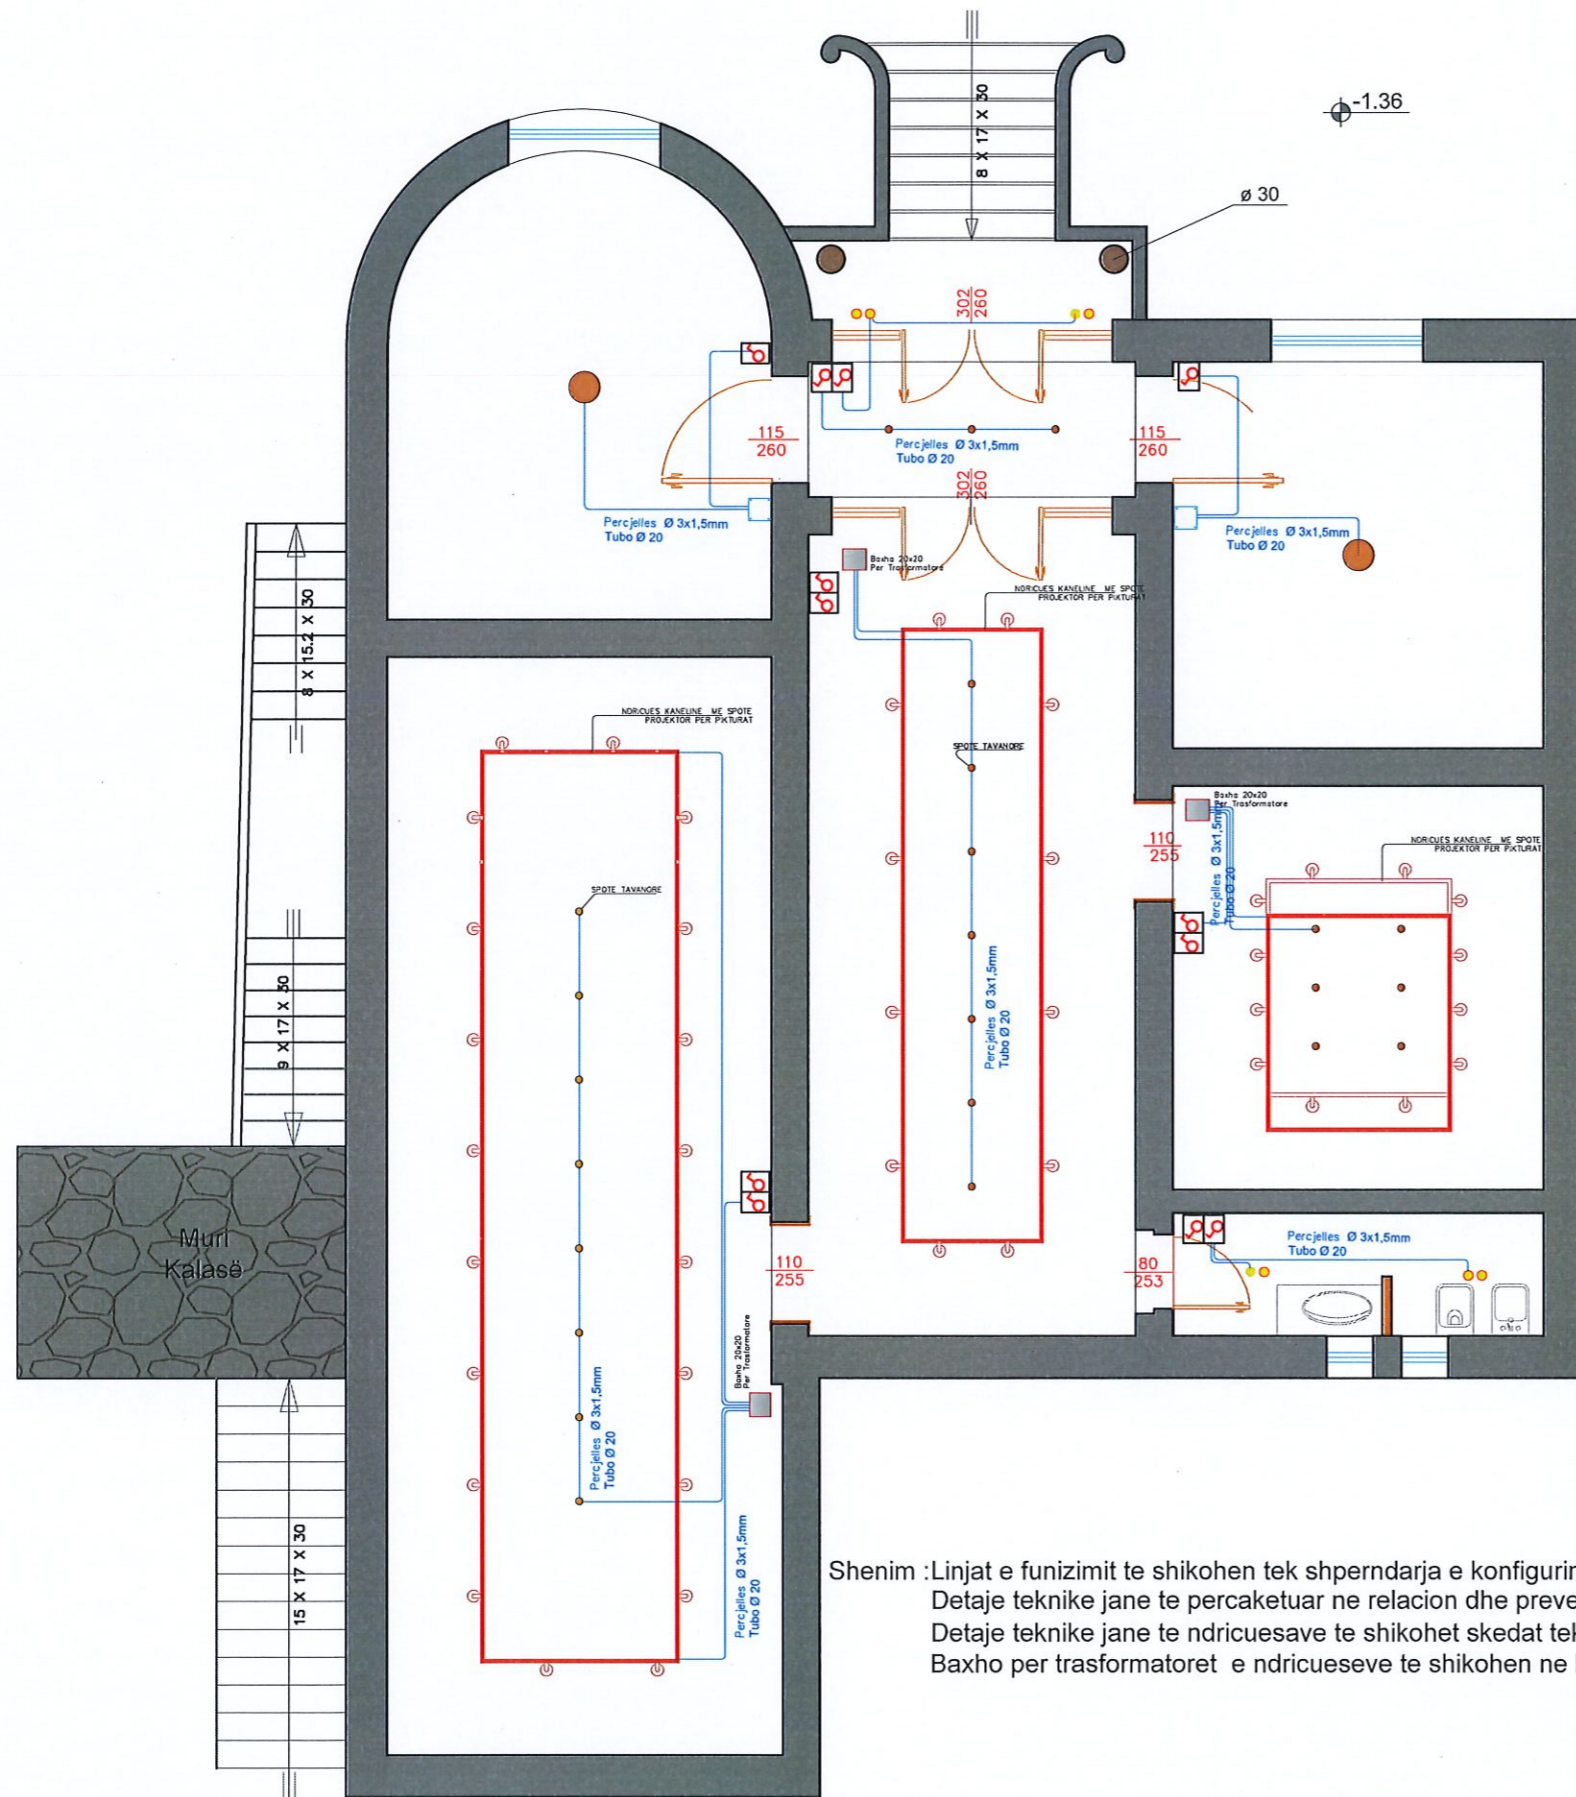 8 X 17 X 30
-1.36
ø 30
302
260
115
260
115
260
Percjelles Ø 3x1,5mm
Tubo Ø 20
302
260
Percjelles Ø 3x1,5mm
Tubo Ø 20
Percjelles Ø 3x1,5mm
Tubo Ø 20
Baxho 20x20
Per Trasformatore
NDRICUES KANELINE ME SPOTE
PROJEKTOR PER PIKTURAT
8 X 15.2 X 30
NDRICUES KANELINE ME SPOTE
PROJEKTOR PER PIKTURAT
SPOTE TAVANORE
Baxho 20x20
Per Trasformatore
110
255
Percjelles Ø 3x1,5mm
Tubo Ø 20
NDRICUES KANELINE ME SPOTE
PROJEKTOR PER PIKTURAT
SPOTE TAVANORE
9 X 17 X 30
Percjelles Ø 3x1,5mm
Tubo Ø 20
Muri
Kalasë
110
255
80
253
Percjelles Ø 3x1,5mm
Tubo Ø 20
Baxho 20x20
Per Trasformatore
Percjelles Ø 3x1,5mm
Tubo Ø 20
Percjelles Ø 3x1,5mm
Tubo Ø 20
15 X 17 X 30
Shenim :Linjat e funizimit te shikohen tek shperndarja e
Detaje teknike jane te percaketuar ne relacion dhe
Detaje teknike jane te ndricuesave te shikohet skedat
Baxho per trasformatoret e ndricueseve te shikohen ne